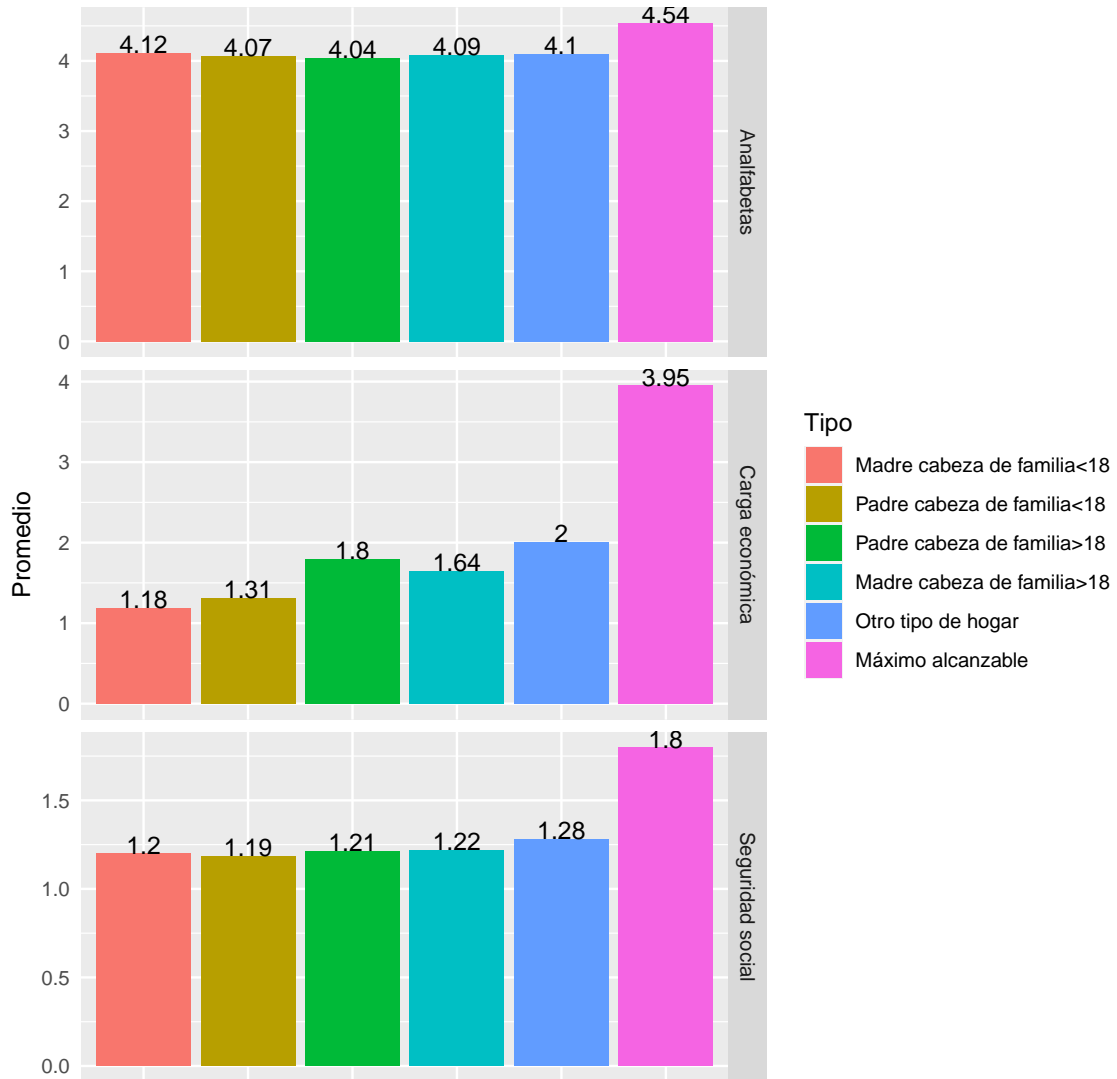 4.12 4.07 4.04 4.09 4.1 4.54
4
3
2
1
0
Analfabetas
3.95
1.18 1.31 1.8 1.64 2
4
3
2
1
0
Carga económica
1.8
1.2 1.19 1.21 1.22 1.28
1.5
1.0
0.5
0.0
Seguridad social
Promedio
Tipo
Madre cabeza de familia<18
Padre cabeza de familia<18
Padre cabeza de familia>18
Madre cabeza de familia>18
Otro tipo de hogar
Máximo alcanzable